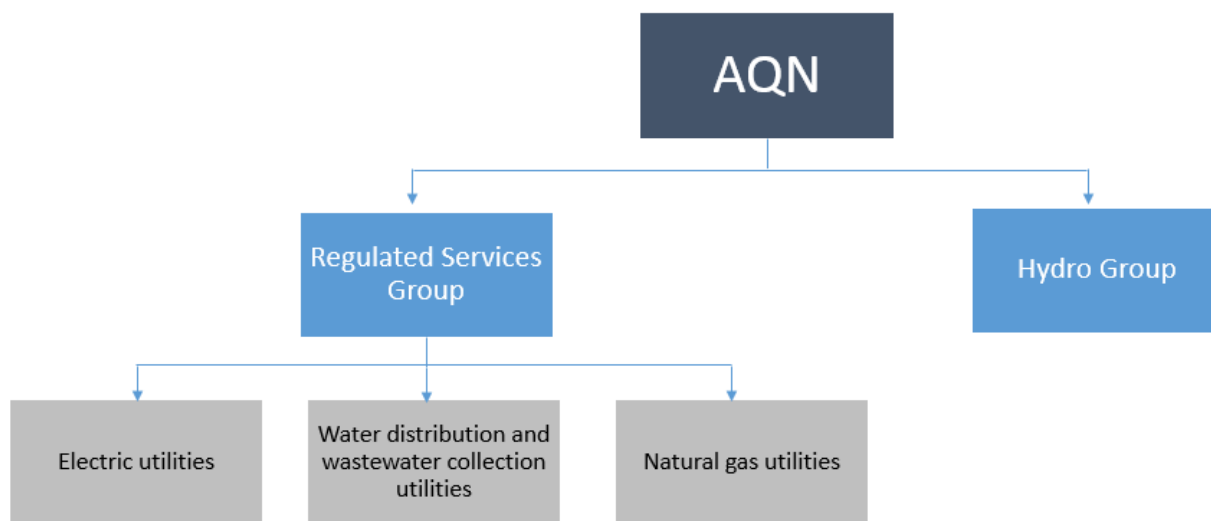 AQN
Regulated Services
Group
Hydro Group
Electric utilities
Water distribution and
wastewater collection
utilities
Natural gas utilities